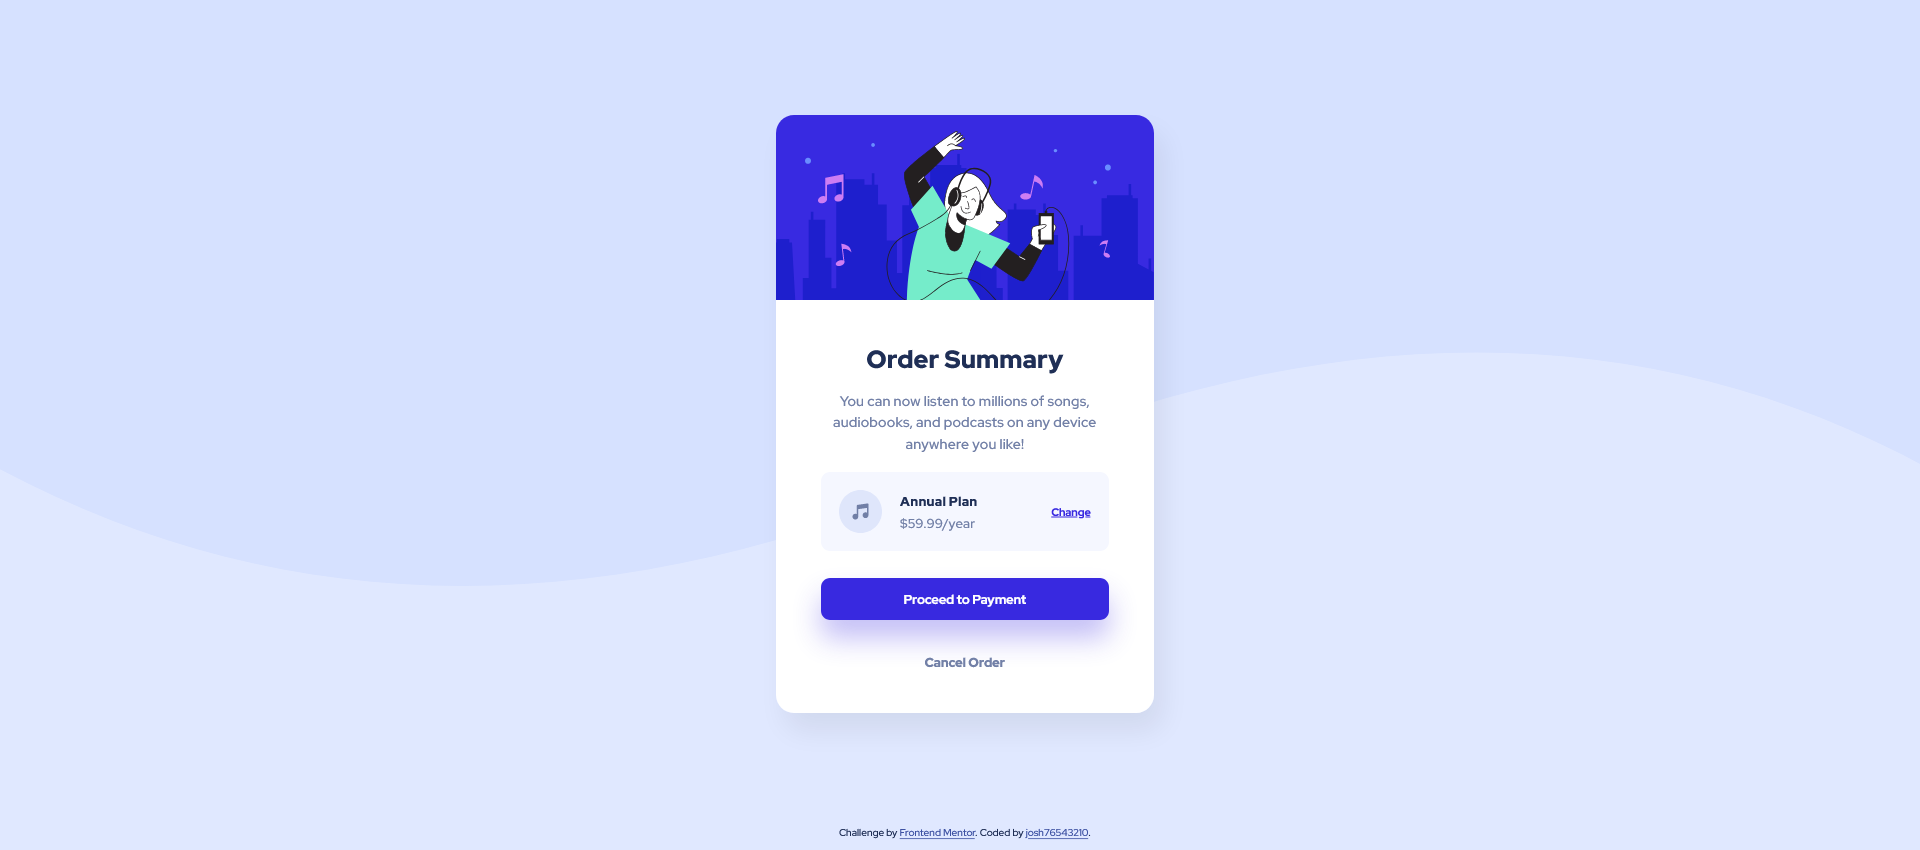 Order Summary
You can now listen to millions of songs,
audiobooks, and podcasts on any device
anywhere you like!
Annual Plan
$59.99/year
Change
Proceed to Payment
Cancel Order
Challenge by Frontend Mentor. Coded by josh76543210.